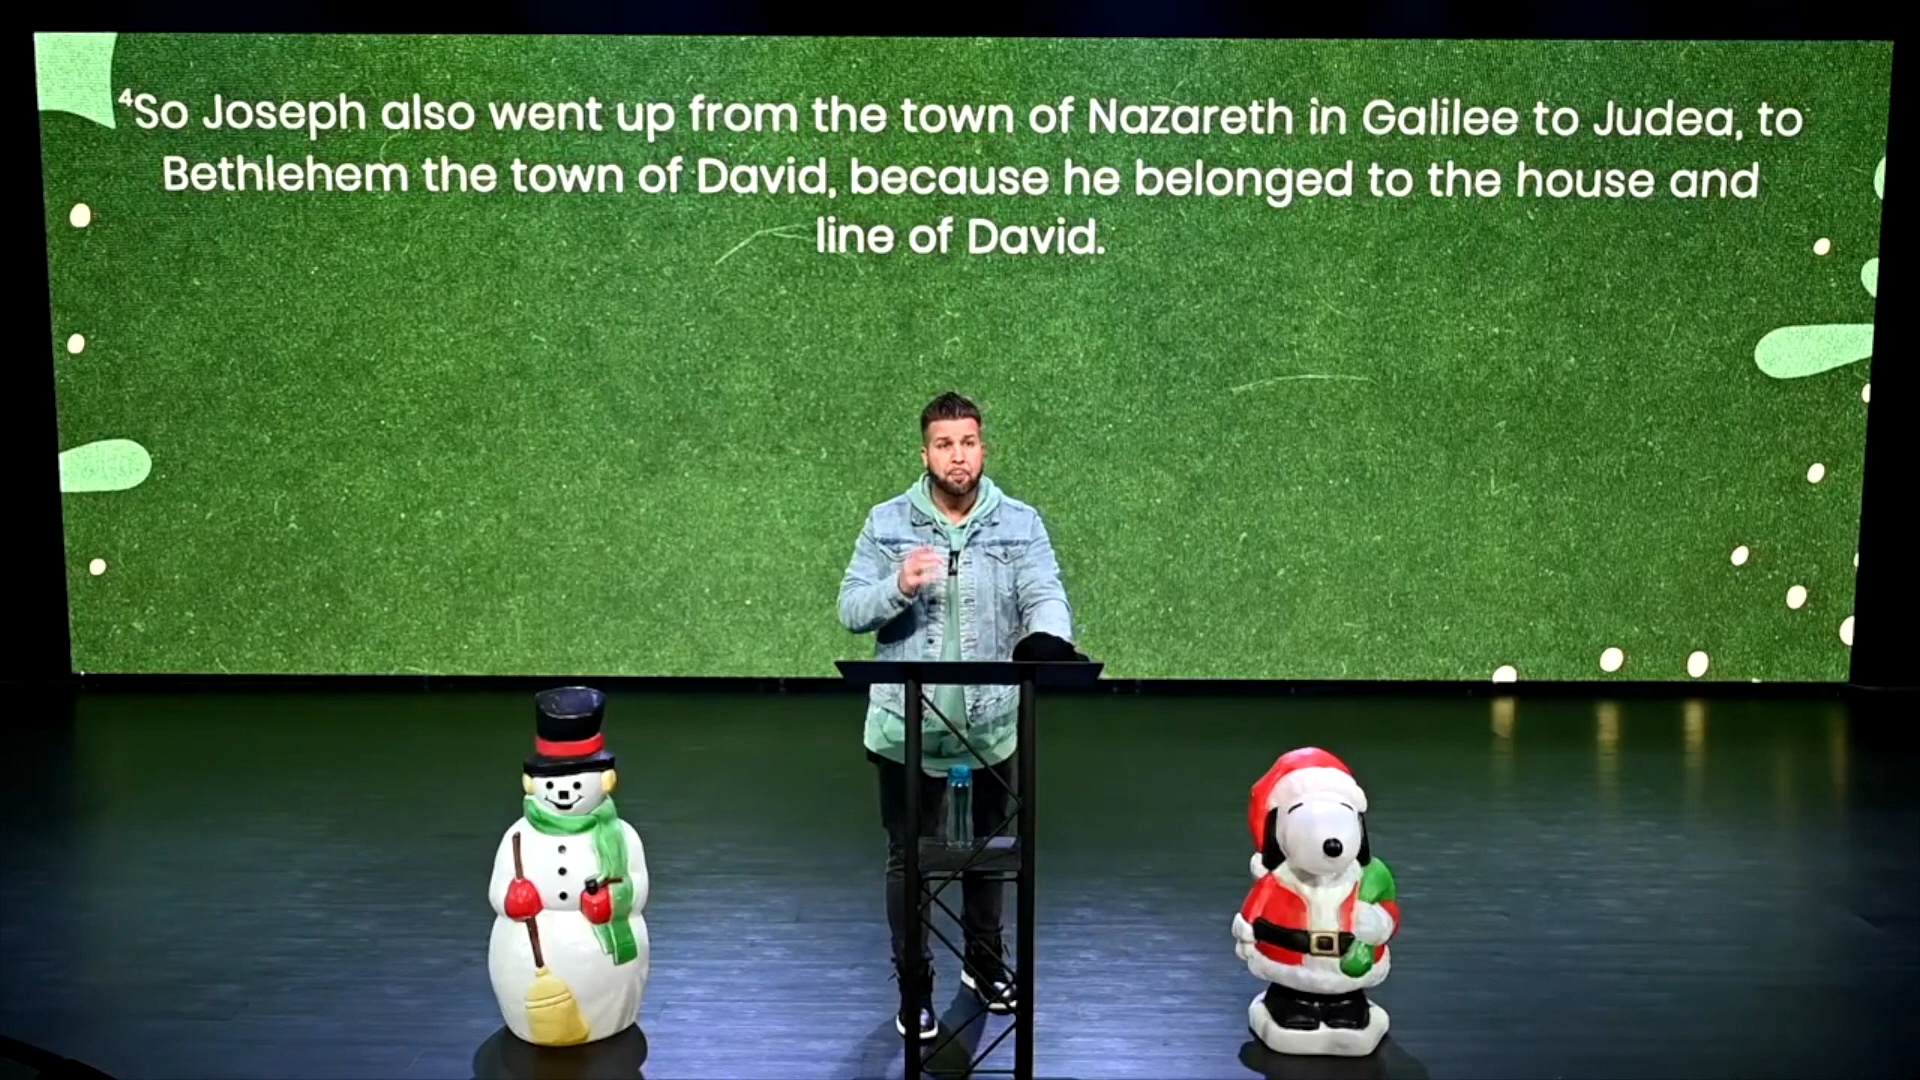 ⁴So Joseph also went up from the town of Nazareth in Galilee to Judea, to
Bethlehem the town of David, because he belonged to the house and
line of David.